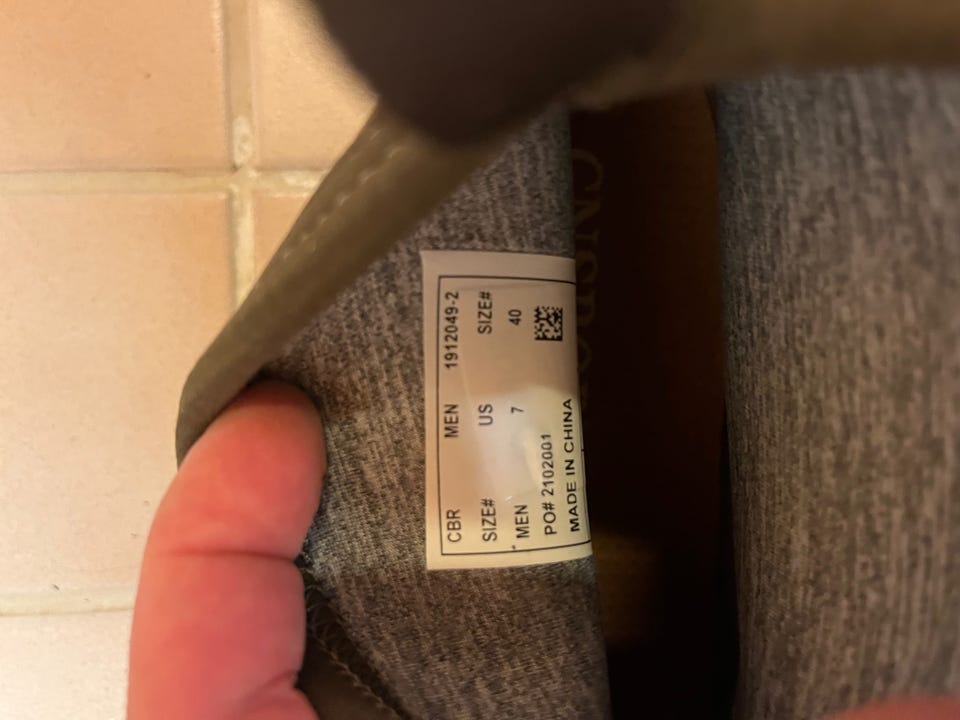 CBR MEN 1912049-2
SIZE# US SIZE#
MEN 7 40
PO# 2102001
MADE IN CHINA